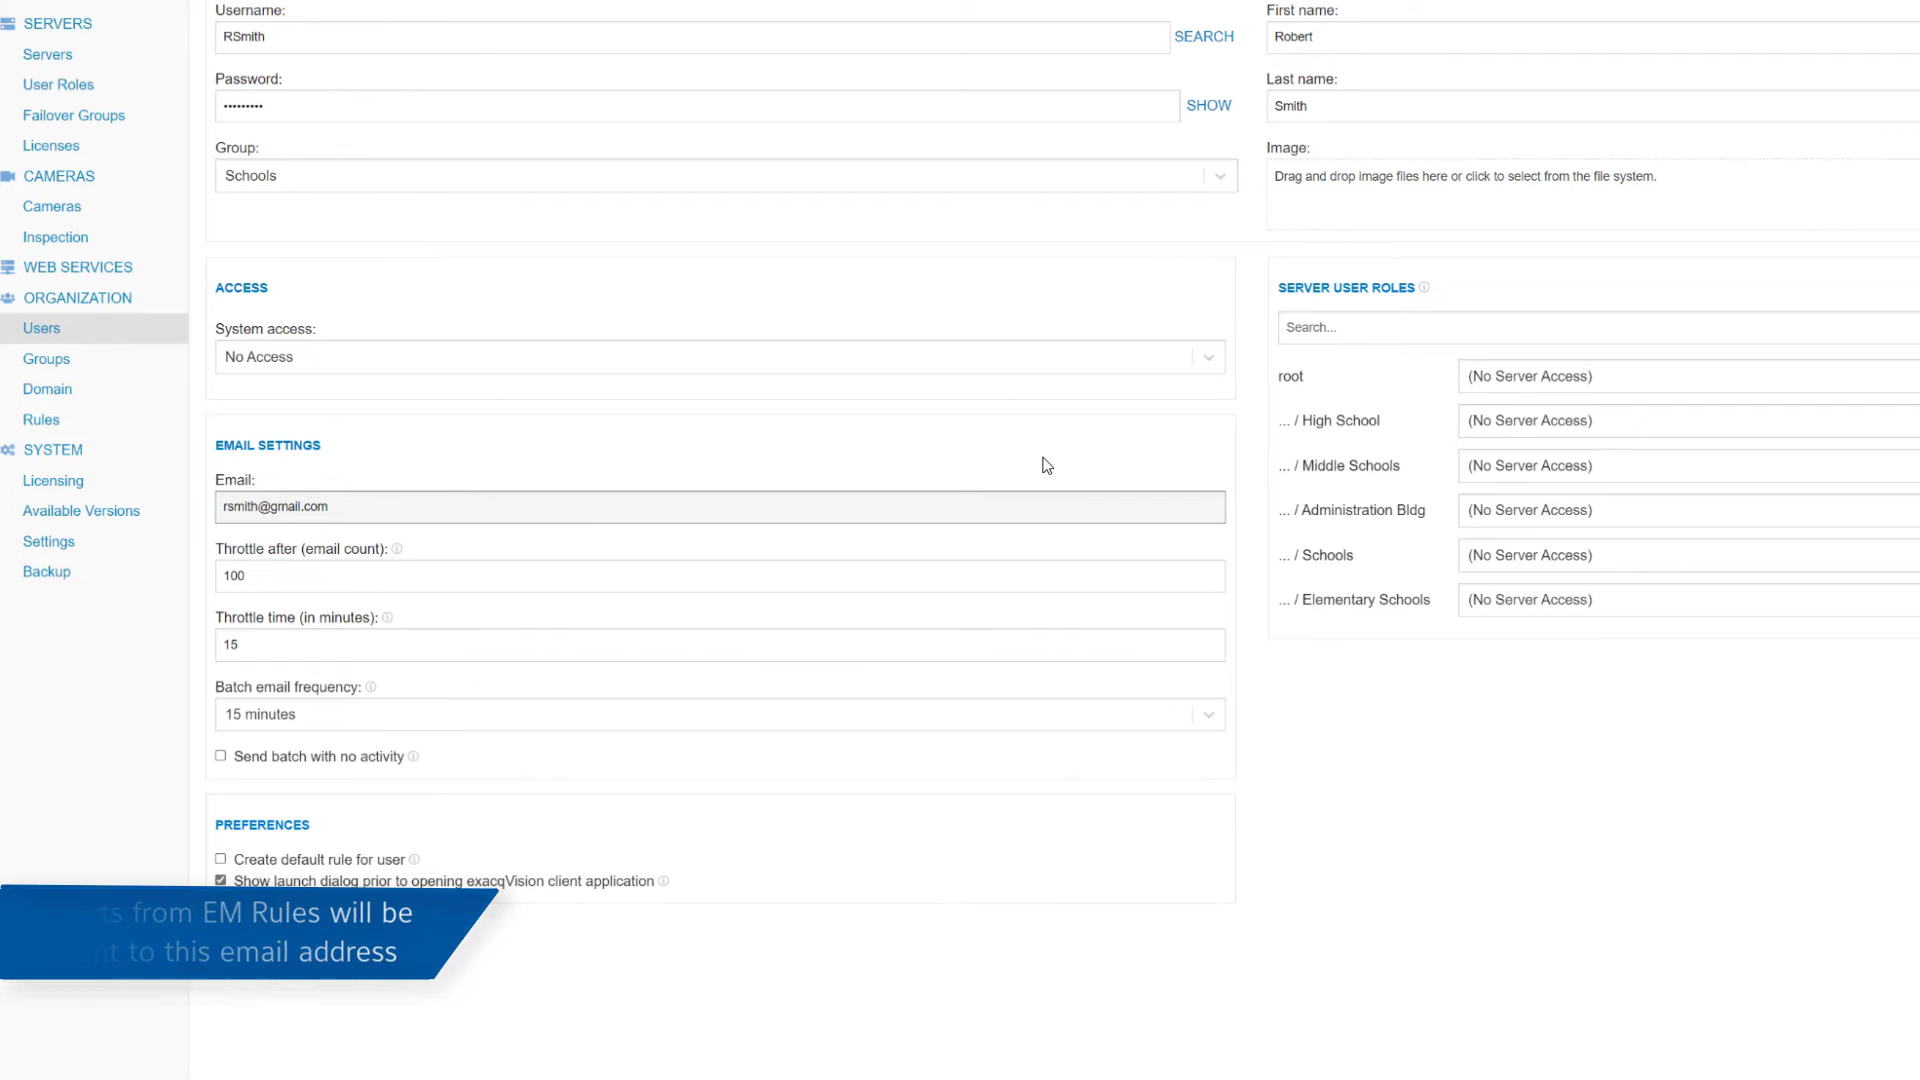 SERVERS
Servers
User Roles
Failover Groups
Licenses
CAMERAS
Cameras
Inspection
WEB SERVICES
ORGANIZATION
Users
Groups
Domain
Rules
SYSTEM
Licensing
Available Versions
Settings
Backup
Username:
RSmith
SEARCH
Password:
•••••••••
SHOW
Group:
Schools
First name:
Robert
Last name:
Smith
Image:
Drag and drop image files here or click to select from the file system.
ACCESS
System access:
No Access
EMAIL SETTINGS
Email:
rsmith@gmail.com
Throttle after (email count):
100
Throttle time (in minutes):
15
Batch email frequency:
15 minutes
Send batch with no activity
PREFERENCES
Create default rule for user
Show launch dialog prior to opening exacqVision client application
SERVER USER ROLES
Search...
root (No Server Access)
... / High School (No Server Access)
... / Middle Schools (No Server Access)
... / Administration Bldg (No Server Access)
... / Schools (No Server Access)
... / Elementary Schools (No Server Access)
from EM Rules will be
to this email address